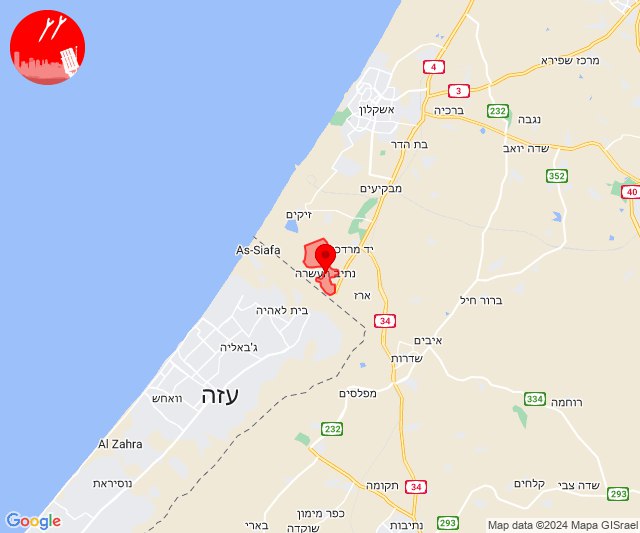 מרכז שפירא
4
3
אשקלון
ברכיה
232
נגבה
בת הדר
שדה יואב
352
40
מבקיעים
זיקים
As-Siafa
יד מרדכי
נתיב העשרה
ארז
ברור חיל
בית לאהיה
34
ג'באליה
איבים
שדרות
עזה
וואחש
מפלסים
334
רוחמה
232
Al Zahra
נוסיראת
תקומה
34
קלחים
שדה צבי
293
כפר מימון
שוקדה
בארי
נתיבות
293
Google
Map data ©2024 Mapa GISrael